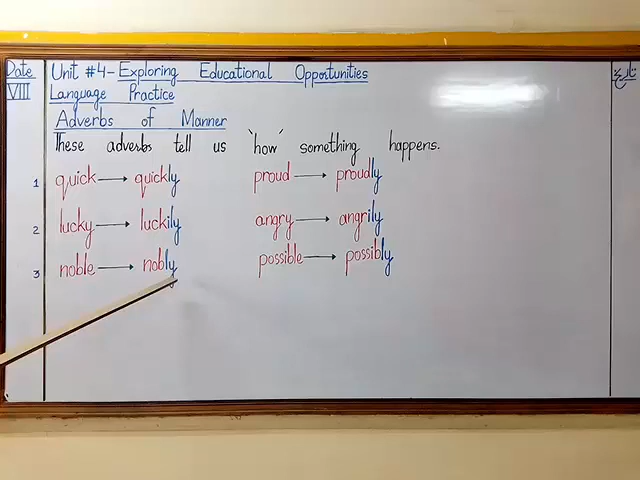 Date Unit #4- Exploring Educational Opportunities تاریخ
VIII Language Practice
Adverbs of Manner
These adverbs tell us 'how' something happens.
1 quick → quickly proud → proudly
2 lucky → luckily angry → angrily
3 noble → nobly possible → possibly